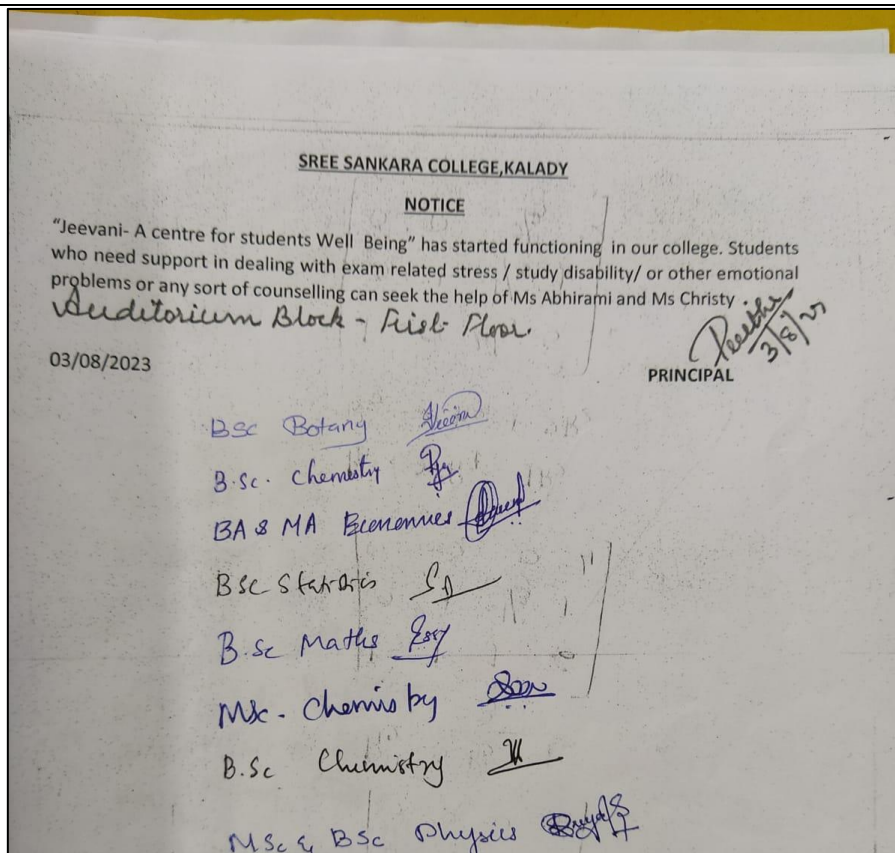 SREE SANKARA COLLEGE,KALADY
NOTICE
"Jeevani- A centre for students Well Being" has started functioning in our college. Students
who need support in dealing with exam related stress / study disability/ or other emotional
problems or any sort of counselling can seek the help of Ms Abhirami and Ms Christy .
Auditorium Block - First Floor.
3/8/23
03/08/2023
PRINCIPAL
BSc Botany
B.Sc. Chemistry
BA & MA Economics
BSc Statistics
B.Sc Maths
MSc - Chemistry
B.Sc Chemistry
MSc & BSc Physics